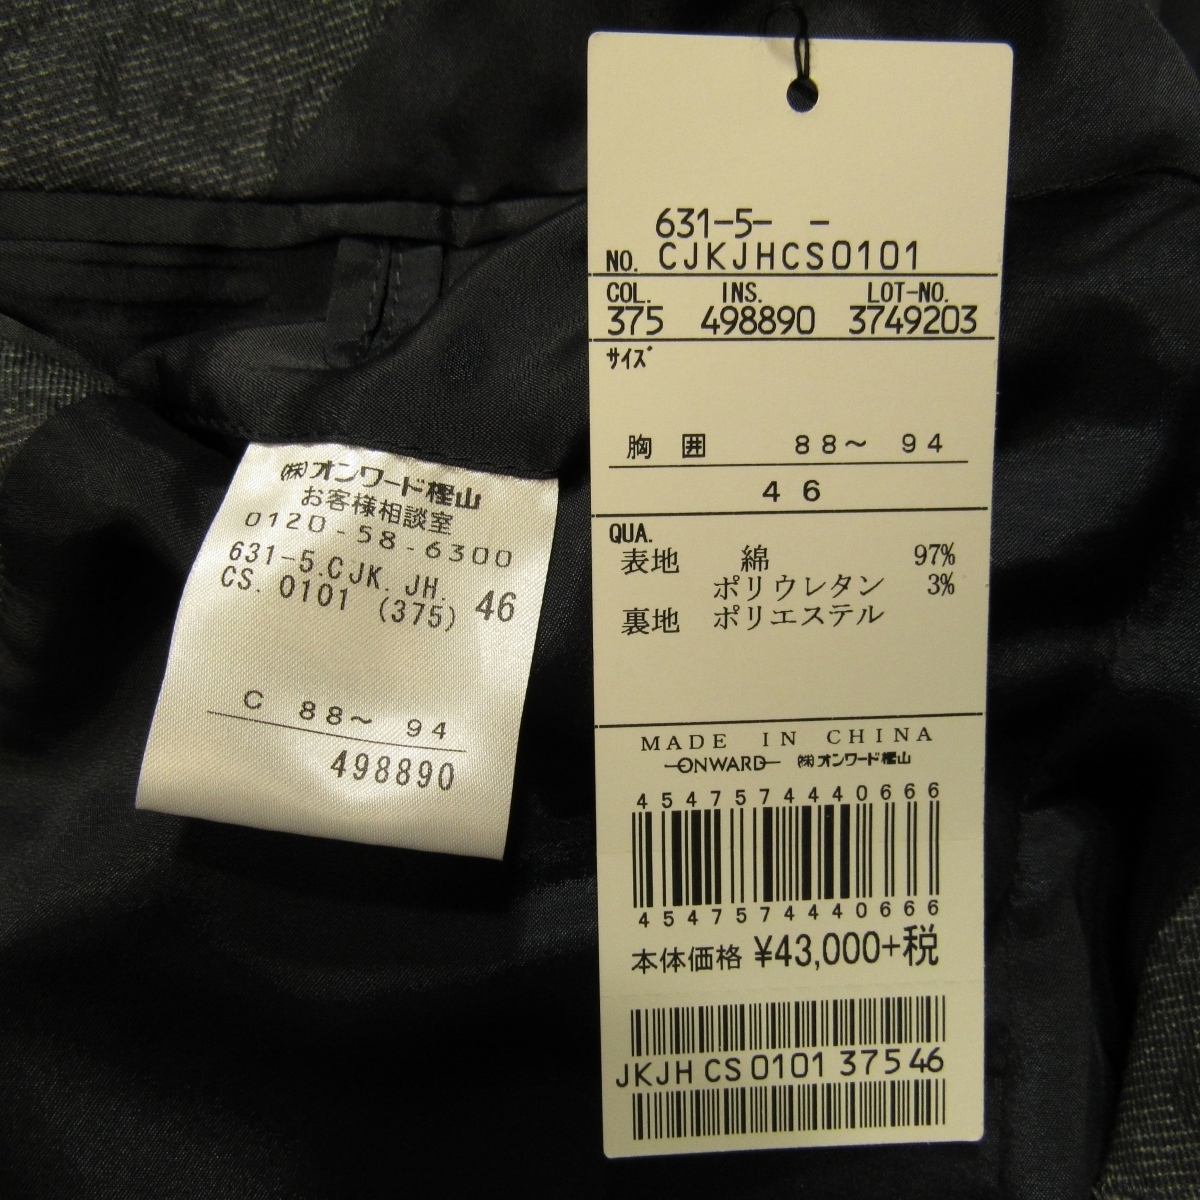 (株)オンワード樫山
お客様相談室
0120-58-6300
631-5.CJK. JH.
CS. 0101 (375) 46
C 88〜 94
498890
631-5- -
NO. CJKJHCS0101
COL. INS. LOT-NO.
375 498890 3749203
サイズ
胸 囲 88〜 94
46
QUA.
表地 綿 97%
ポリウレタン 3%
裏地 ポリエステル
MADE IN CHINA
ONWARD (株)オンワード樫山
4547574440666
4547574440666
本体価格 ¥43,000+税
JKJH CS 0101 375 46